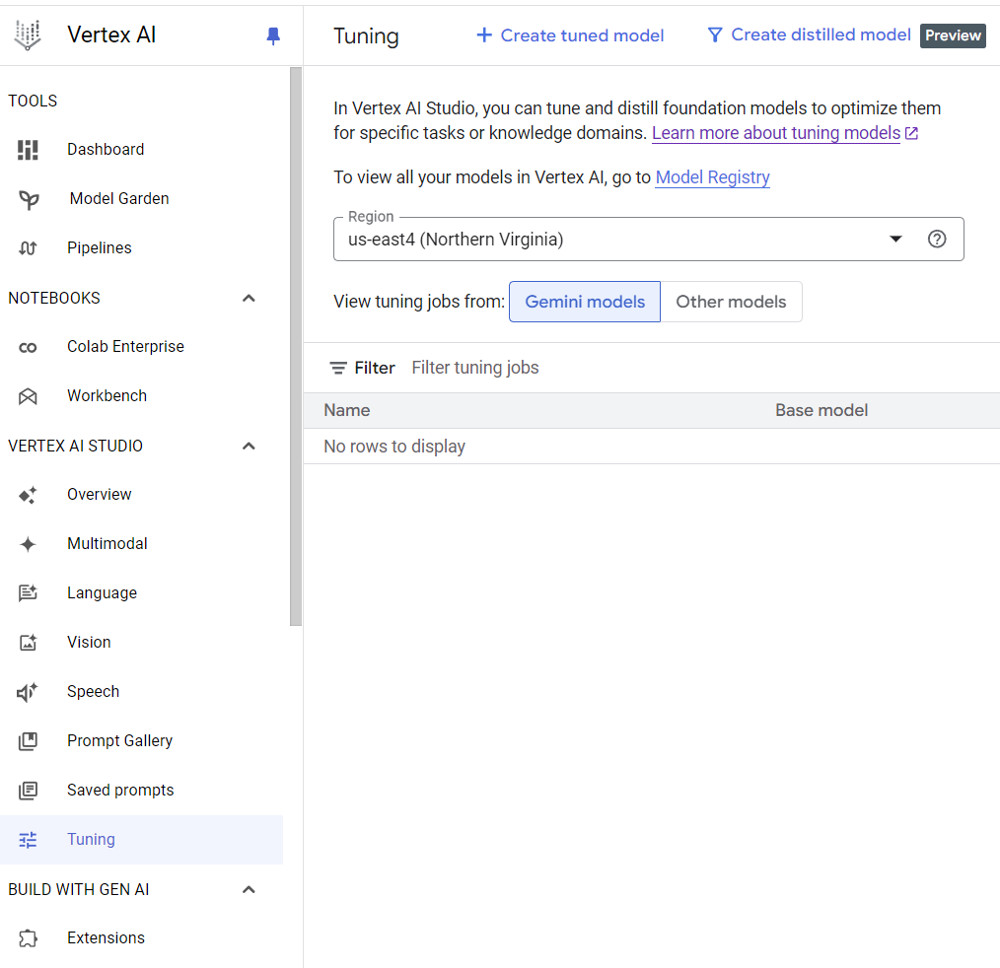 Vertex AI
TOOLS
Dashboard
Model Garden
Pipelines
NOTEBOOKS
Colab Enterprise
Workbench
VERTEX AI STUDIO
Overview
Multimodal
Language
Vision
Speech
Prompt Gallery
Saved prompts
Tuning
BUILD WITH GEN AI
Extensions
Tuning
Create tuned model
Create distilled model
Preview
In Vertex AI Studio, you can tune and distill foundation models to optimize them
for specific tasks or knowledge domains. Learn more about tuning models
To view all your models in Vertex AI, go to Model Registry
Region
us-east4 (Northern Virginia)
View tuning jobs from: Gemini models Other models
Filter Filter tuning jobs
Name Base model
No rows to display